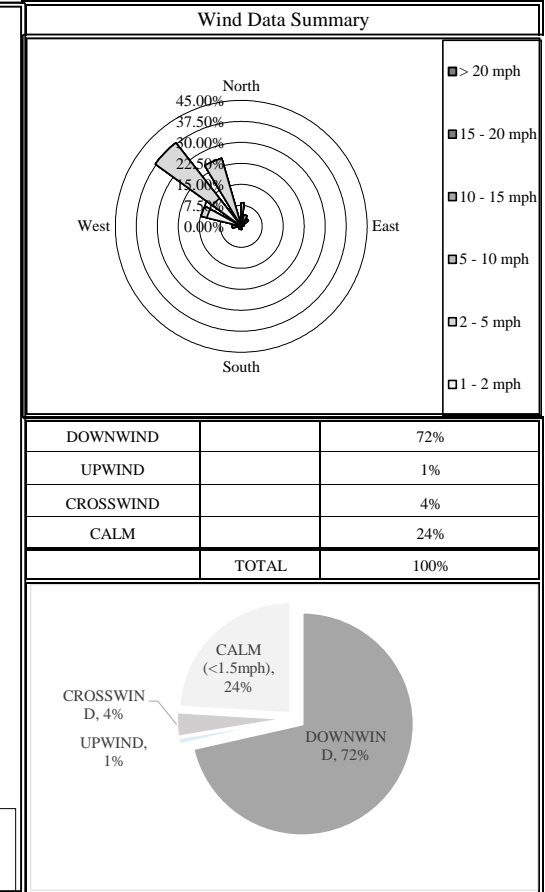 Wind Data Summary
North
45.00%
37.50%
30.00%
22.50%
15.00%
7.50%
0.00%
West
East
South
> 20 mph
15 - 20 mph
10 - 15 mph
5 - 10 mph
2 - 5 mph
1 - 2 mph
DOWNWIND 72%
UPWIND 1%
CROSSWIND 4%
CALM 24%
TOTAL 100%
CALM
(<1.5mph),
24%
CROSSWIN
D, 4%
UPWIND,
1%
DOWNWIN
D, 72%